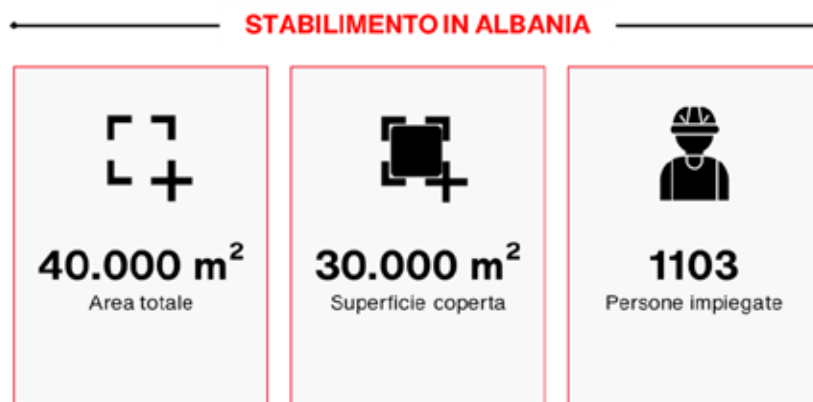 STABILIMENTO IN ALBANIA
40.000 m²
Area totale
30.000 m²
Superficie coperta
1103
Persone impiegate